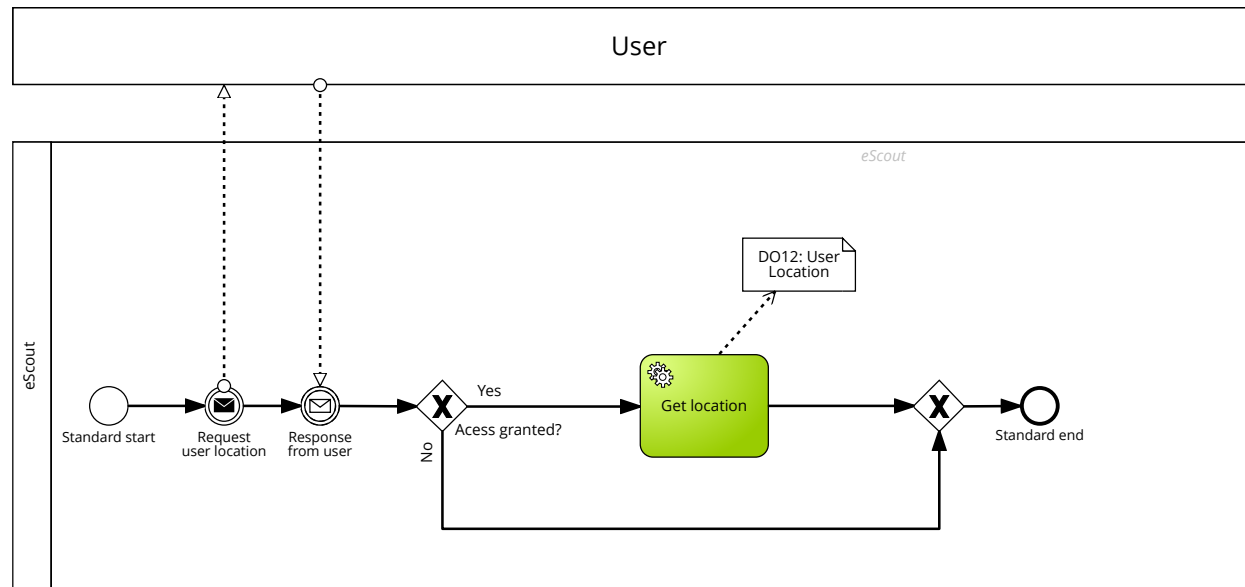 User
eScout
eScout
DO12: User
Location
Yes
Get location
Acess granted?
No
Standard start
Request
user location
Response
from user
Standard end